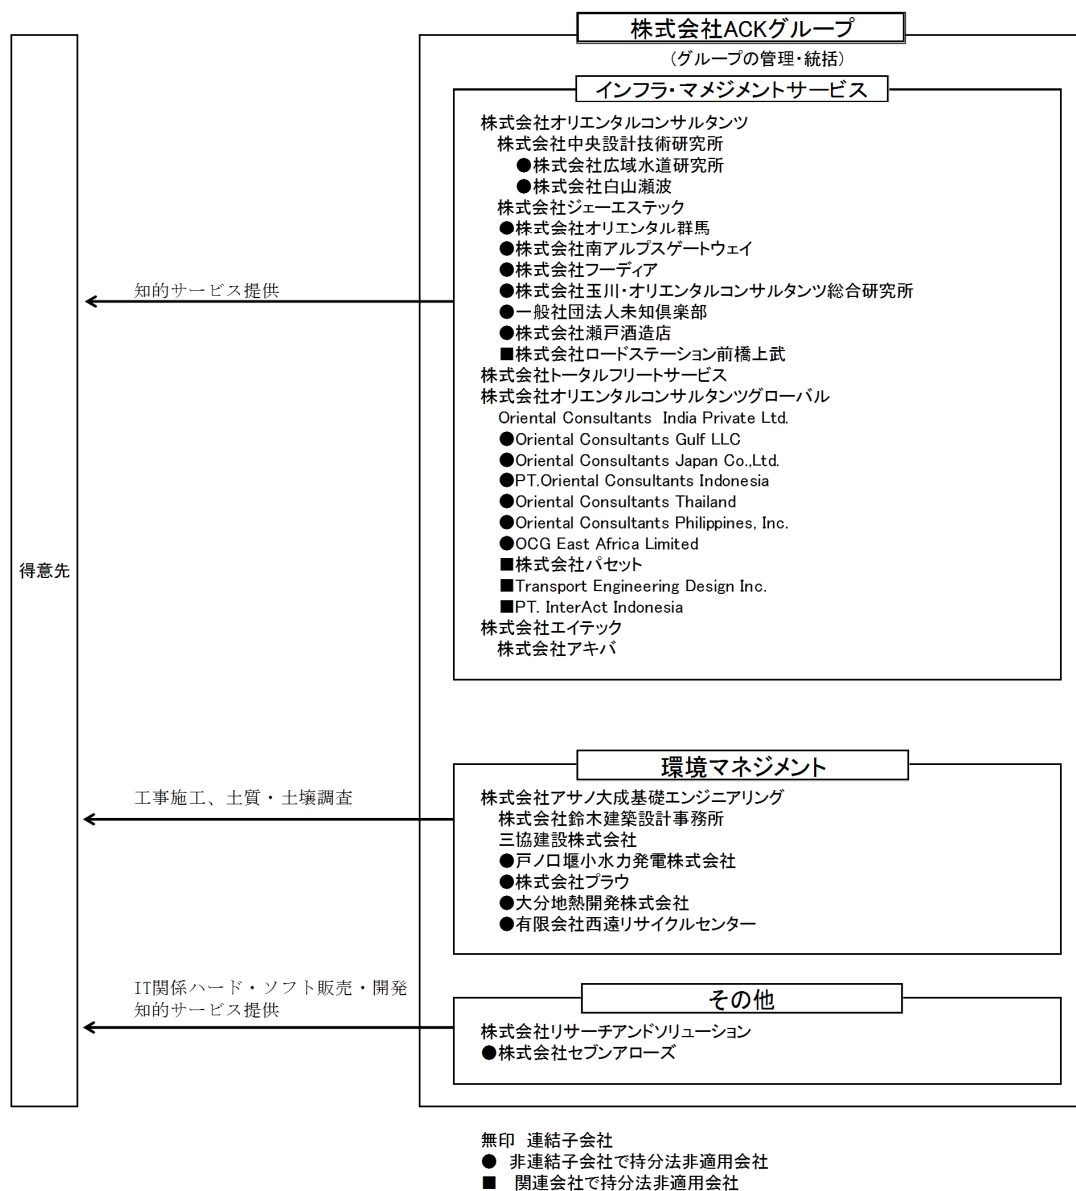 株式会社ACKグループ
(グループの管理・統括)
インフラ・マメジメントサービス
株式会社オリエンタルコンサルタンツ
株式会社中央設計技術研究所
●株式会社広域水道研究所
●株式会社白山瀬波
株式会社ジェーエステック
●株式会社オリエンタル群馬
●株式会社南アルプスゲートウェイ
●株式会社フーディア
●株式会社玉川・オリエンタルコンサルタンツ総合研究所
●一般社団法人未知倶楽部
●株式会社瀬戸酒造店
■株式会社ロードステーション前橋上武
株式会社トータルフリートサービス
株式会社オリエンタルコンサルタンツグローバル
Oriental Consultants India Private Ltd.
●Oriental Consultants Gulf LLC
●Oriental Consultants Japan Co.,Ltd.
●PT.Oriental Consultants Indonesia
●Oriental Consultants Thailand
●Oriental Consultants Philippines, Inc.
●OCG East Africa Limited
■株式会社パセット
■Transport Engineering Design Inc.
■PT. InterAct Indonesia
株式会社エイテック
株式会社アキバ
知的サービス提供
得意先
環境マネジメント
株式会社アサノ大成基礎エンジニアリング
株式会社鈴木建築設計事務所
三協建設株式会社
●戸ノ口堰小水力発電株式会社
●株式会社プラウ
●大分地熱開発株式会社
●有限会社西遠リサイクルセンター
工事施工、土質・土壌調査
その他
株式会社リサーチアンドソリューション
●株式会社セブンアローズ
IT関係ハード・ソフト販売・開発
知的サービス提供
無印 連結子会社
● 非連結子会社で持分法非適用会社
■ 関連会社で持分法非適用会社